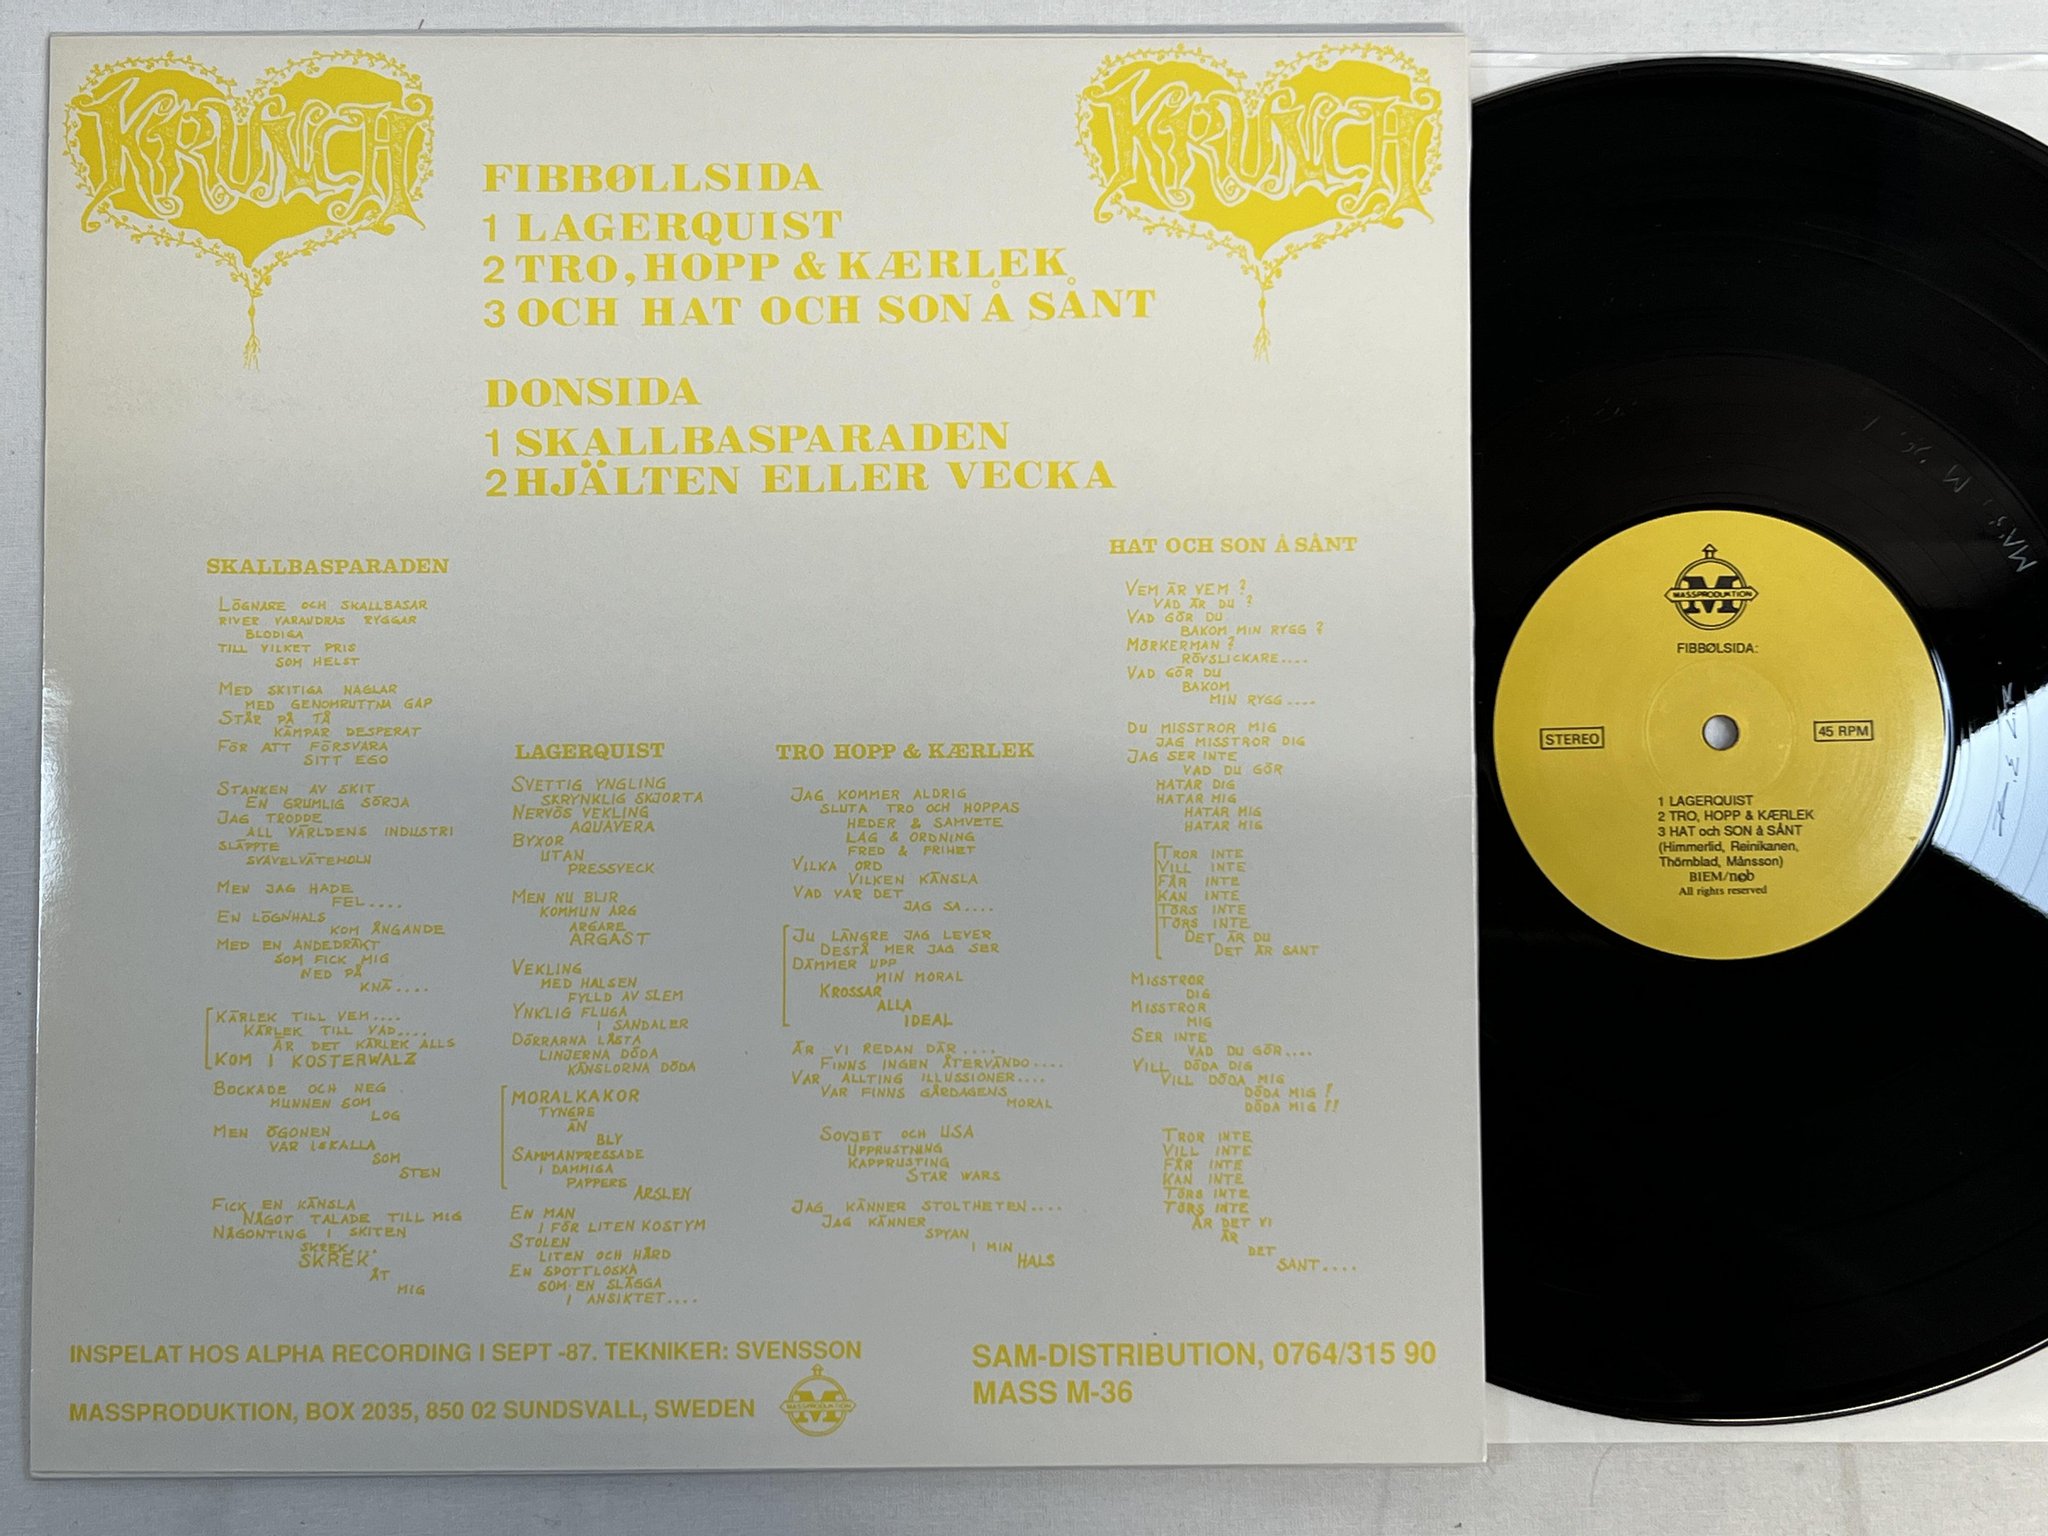 KRUNCH
KRUNCH
FIBBØLLSIDA
1 LAGERQUIST
2 TRO, HOPP & KÆRLEK
3 OCH HAT OCH SON Å SÅNT
DONSIDA
1 SKALLBASPARADEN
2 HJÄLTEN ELLER VECKA
SKALLBASPARADEN
LÖGNARE OCH SKALLBASAR
RIVER VARANDRAS RYGGAR
BLODIGA
TILL VILKET PRIS
SOM HELST
MED SKITIGA NAGLAR
MED GENOMRUTTNA GAP
STÅR PÅ TÅ
KÄMPAR DESPERAT
FÖR ATT FÖRSVARA
SITT EGO
STANKEN AV SKIT
EN GRUMLIG SÖRJA
JAG TRODDE
ALL VÄRLDENS INDUSTRI
SLÄPPTE
SVAVELVÄTEMOLN
MEN JAG HADE
FEL....
EN LÖGNHALS
KOM ÅNGANDE
MED EN ANDEDRÄKT
SOM FICK MIG
NED PÅ
KNÄ....
KÄRLEK TILL VEM....
KÄRLEK TILL VAD....
ÄR DET KÄRLEK ALLS
KOM I KOSTERWALZ
BOCKADE OCH NEG
MUNNEN SOM
LOG
MEN ÖGONEN
VAR ISKALLA
SOM
STEN
FICK EN KÄNSLA
NÅGOT TALADE TILL MIG
NÅGONTING I SKITEN
SKREK....
SKREK
ÅT
MIG
LAGERQUIST
SVETTIG YNGLING
SKRYNKLIG SKJORTA
NERVÖS VEKLING
AQUAVERA
BYXOR
UTAN
PRESSVECK
MEN NU BLIR
KOMMUN ARG
ARGARE
ARGAST
VEKLING
MED HALSEN
FYLLD AV SLEM
YNKLIG FLUGA
I SANDALER
DÖRRARNA LÅSTA
LINJERNA DÖDA
KÄNSLORNA DÖDA
MORALKAKOR
TYNGRE
ÄN
BLY
SAMMANPRESSADE
I DAMMIGA
PAPPERS
ARSLEN
EN MAN
I FÖR LITEN KOSTYM
STOLEN
LITEN OCH HÅRD
EN SPOTTLOSKA
SOM EN SLÄGGA
I ANSIKTET....
TRO HOPP & KÆRLEK
JAG KOMMER ALDRIG
SLUTA TRO OCH HOPPAS
HEDER & SAMVETE
LAG & ORDNING
FRED & FRIHET
VILKA ORD
VILKEN KÄNSLA
VAD VAR DET
JAG SA....
JU LÄNGRE JAG LEVER
DESTÅ MER JAG SER
DÄMMER UPP
MIN MORAL
KROSSAR
ALLA
IDEAL
ÄR VI REDAN DÄR....
FINNS INGEN ÅTERVÄNDO....
VAR ALLTING ILLUSSIONER....
VAR FINNS GÅRDAGENS
MORAL
SOVJET OCH USA
UPPRUSTNING
KAPPRUSTING
STAR WARS
JAG KÄNNER STOLTHETEN....
JAG KÄNNER
SPYAN
I MIN
HALS
HAT OCH SON Å SÅNT
VEM ÄR VEM ?
VAD ÄR DU ?
VAD GÖR DU
BAKOM MIN RYGG ?
MÖRKERMAN ?
RÖVSLICKARE....
VAD GÖR DU
BAKOM
MIN RYGG....
DU MISSTROR MIG
JAG MISSTROR DIG
JAG SER INTE
VAD DU GÖR
HATAR DIG
HATAR MIG
HATAR MIG
HATAR MIG
TROR INTE
VILL INTE
FÅR INTE
KAN INTE
TÖRS INTE
TÖRS INTE
DET ÄR DU
DET ÄR SANT
MISSTROR
DIG
MISSTROR
MIG
SER INTE
VAD DU GÖR....
VILL DÖDA DIG
VILL DÖDA MIG
DÖDA MIG !
DÖDA MIG !!
TROR INTE
VILL INTE
FÅR INTE
KAN INTE
TÖRS INTE
TÖRS INTE
ÄR DET VI
ÄR
DET
SANT....
INSPELAT HOS ALPHA RECORDING I SEPT -87. TEKNIKER: SVENSSON
MASSPRODUKTION, BOX 2035, 850 02 SUNDSVALL, SWEDEN
M
MASSPRODUKTION
SAM-DISTRIBUTION, 0764/315 90
MASS M-36
M
MASSPRODUKTION
FIBBØLSIDA:
STEREO
45 RPM
1 LAGERQUIST
2 TRO, HOPP & KÆRLEK
3 HAT och SON å SÅNT
(Himmerlid, Reinikanen,
Thörnblad, Månsson)
BIEM/ncb
All rights reserved